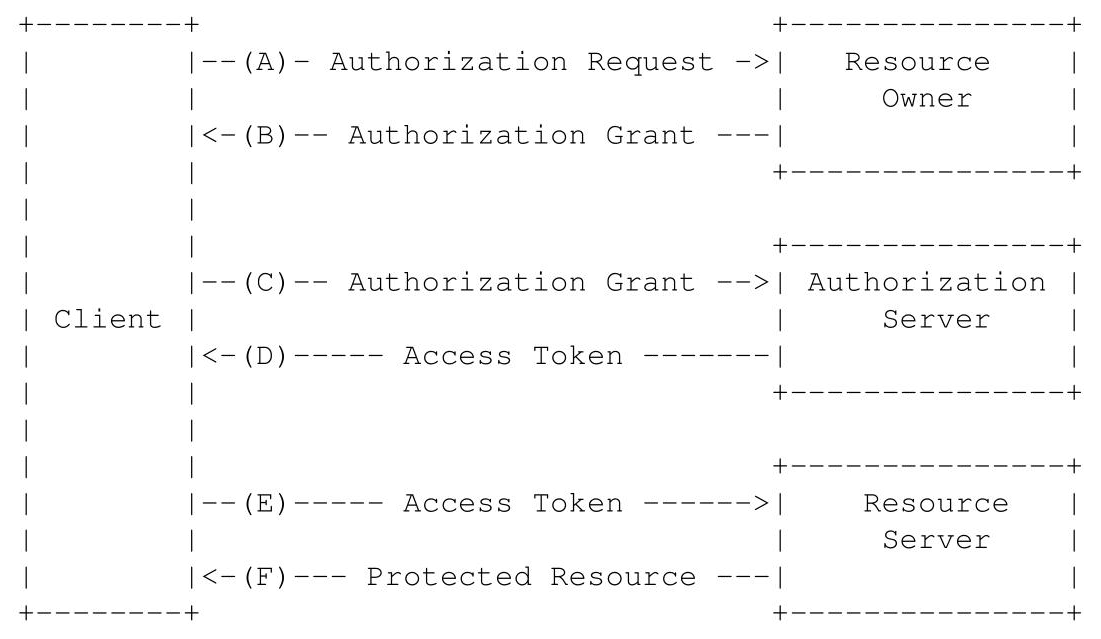 +--------+                               +---------------+
|        |--(A)- Authorization Request ->|   Resource    |
|        |                               |     Owner     |
|        |<-(B)-- Authorization Grant ---|               |
|        |                               +---------------+
|        |
|        |                               +---------------+
|        |--(C)-- Authorization Grant -->| Authorization |
| Client |                               |     Server    |
|        |<-(D)----- Access Token -------|               |
|        |                               +---------------+
|        |
|        |                               +---------------+
|        |--(E)----- Access Token ------>|    Resource   |
|        |                               |     Server    |
|        |<-(F)--- Protected Resource ---|               |
+--------+                               +---------------+